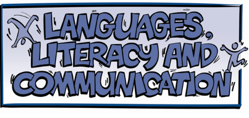 LANGUAGES,
LITERACY AND
COMMUNICATION